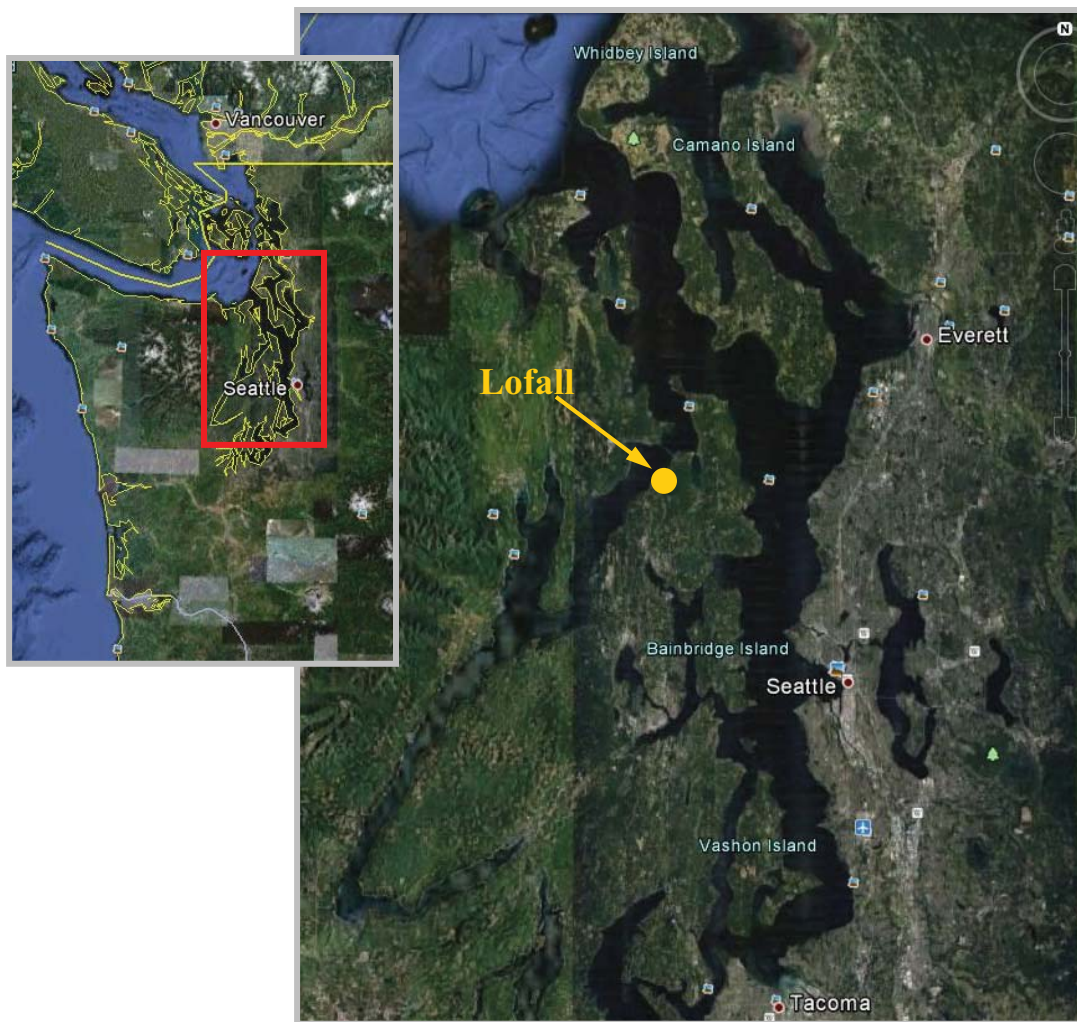 N
Whidbey Island
Vancouver
Camano Island
Everett
Lofall
Seattle
Bainbridge Island
Seattle
Vashon Island
Tacoma